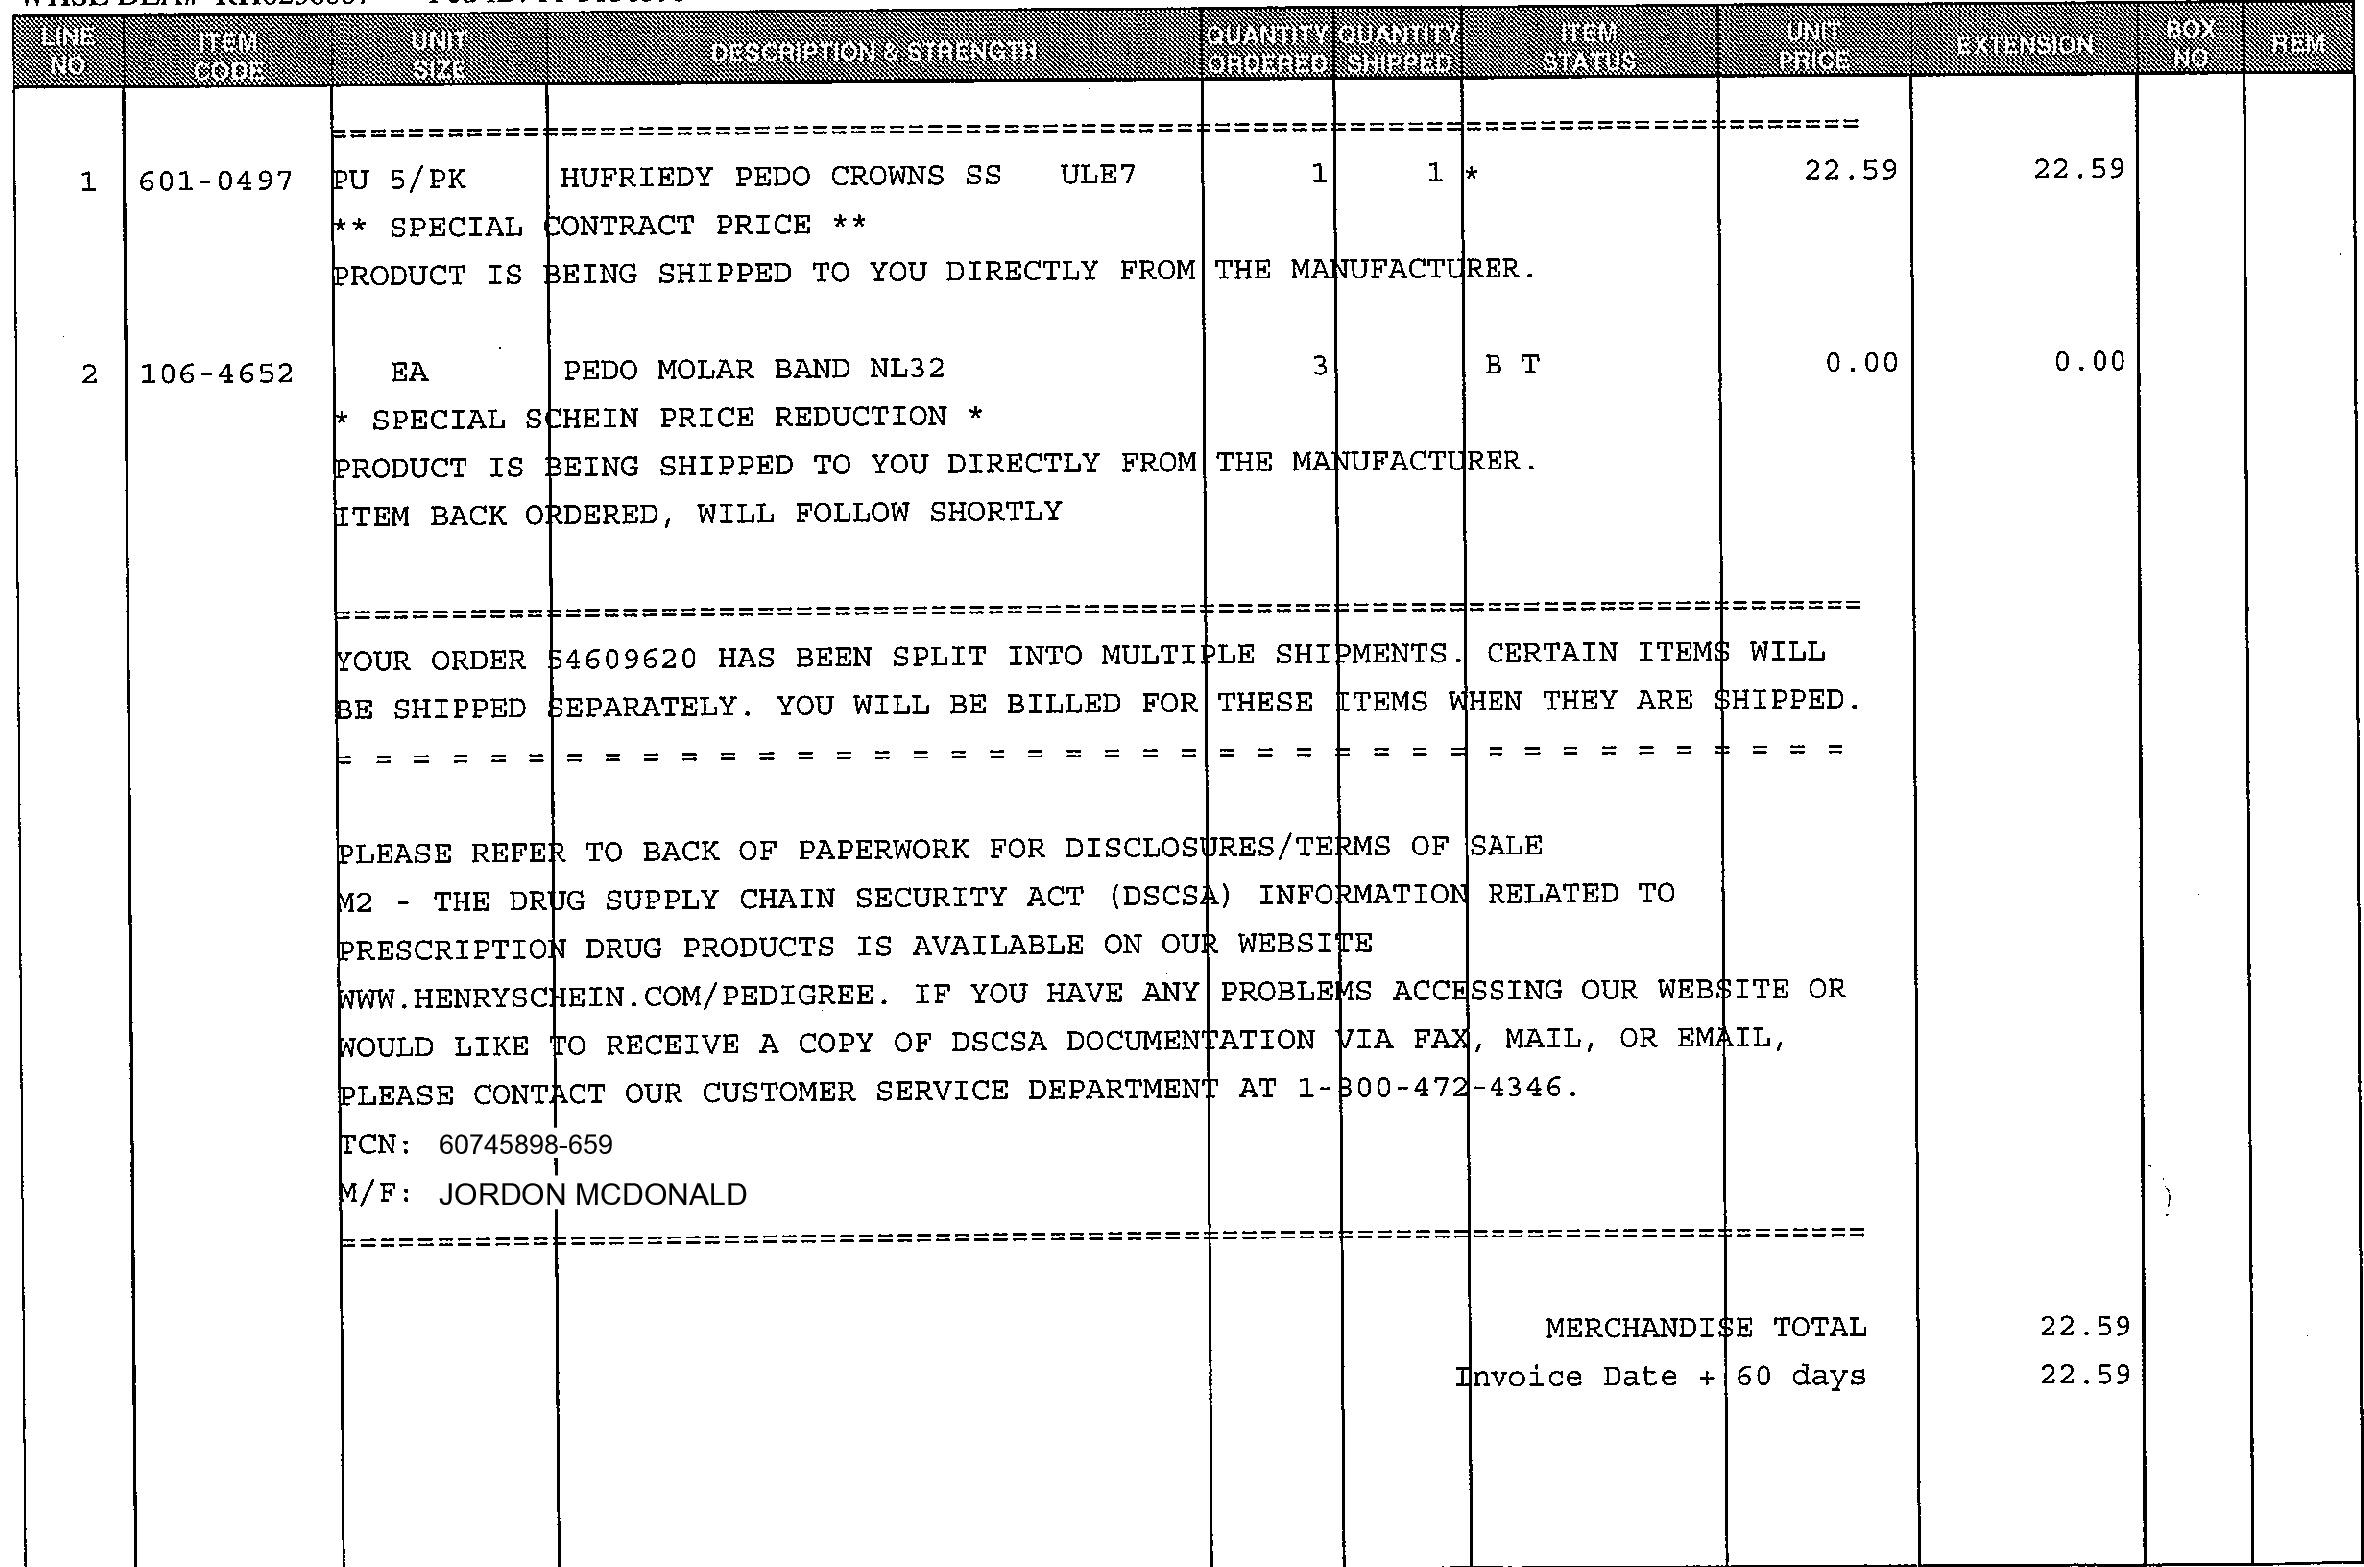 LINE NO ITEM CODE UNIT SIZE DESCRIPTION & STRENGTH QUANTITY ORDERED QUANTITY SHIPPED ITEM STATUS UNIT PRICE EXTENSION BOX NO REM
1 601-0497 PU 5/PK HUFRIEDY PEDO CROWNS SS ULE7 1 1 * 22.59 22.59
** SPECIAL CONTRACT PRICE **
PRODUCT IS BEING SHIPPED TO YOU DIRECTLY FROM THE MANUFACTURER.
2 106-4652 EA PEDO MOLAR BAND NL32 3 B T 0.00 0.00
* SPECIAL SCHEIN PRICE REDUCTION *
PRODUCT IS BEING SHIPPED TO YOU DIRECTLY FROM THE MANUFACTURER.
ITEM BACK ORDERED, WILL FOLLOW SHORTLY
YOUR ORDER 54609620 HAS BEEN SPLIT INTO MULTIPLE SHIPMENTS. CERTAIN ITEMS WILL
BE SHIPPED SEPARATELY. YOU WILL BE BILLED FOR THESE ITEMS WHEN THEY ARE SHIPPED.
PLEASE REFER TO BACK OF PAPERWORK FOR DISCLOSURES/TERMS OF SALE
M2 - THE DRUG SUPPLY CHAIN SECURITY ACT (DSCSA) INFORMATION RELATED TO
PRESCRIPTION DRUG PRODUCTS IS AVAILABLE ON OUR WEBSITE
WWW.HENRYSCHEIN.COM/PEDIGREE. IF YOU HAVE ANY PROBLEMS ACCESSING OUR WEBSITE OR
WOULD LIKE TO RECEIVE A COPY OF DSCSA DOCUMENTATION VIA FAX, MAIL, OR EMAIL,
PLEASE CONTACT OUR CUSTOMER SERVICE DEPARTMENT AT 1-800-472-4346.
TCN: 60745898-659
M/F: JORDON MCDONALD
MERCHANDISE TOTAL 22.59
Invoice Date + 60 days 22.59